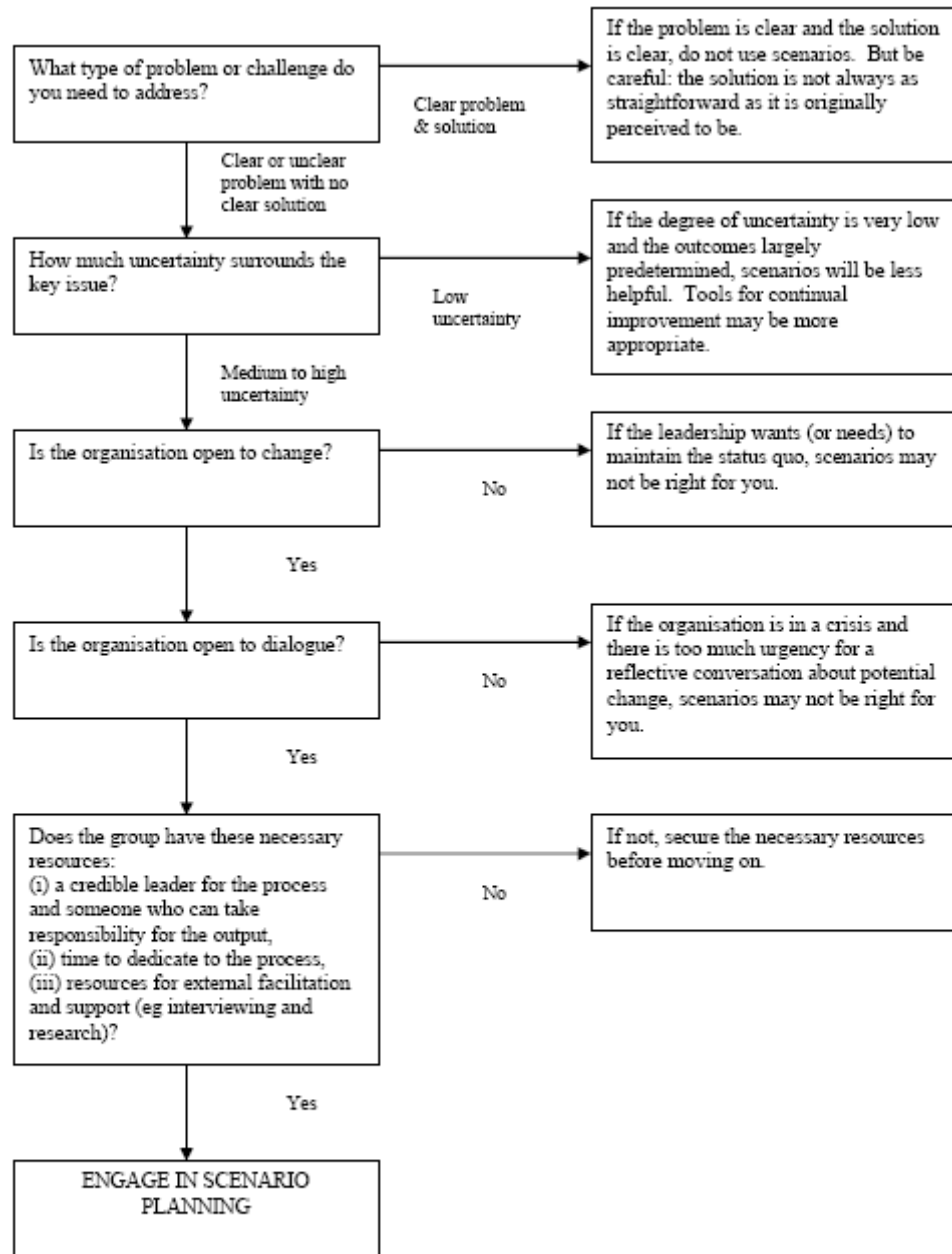 What type of problem or challenge do
you need to address?
Clear problem
& solution
If the problem is clear and the solution
is clear, do not use scenarios.  But be
careful: the solution is not always as
straightforward as it is originally
perceived to be.
Clear or unclear
problem with no
clear solution
How much uncertainty surrounds the
key issue?
Low
uncertainty
If the degree of uncertainty is very low
and the outcomes largely
predetermined, scenarios will be less
helpful.  Tools for continual
improvement may be more
appropriate.
Medium to high
uncertainty
Is the organisation open to change?
No
If the leadership wants (or needs) to
maintain the status quo, scenarios may
not be right for you.
Yes
Is the organisation open to dialogue?
No
If the organisation is in a crisis and
there is too much urgency for a
reflective conversation about potential
change, scenarios may not be right for
you.
Yes
Does the group have these necessary
resources:
(i) a credible leader for the process
and someone who can take
responsibility for the output,
(ii) time to dedicate to the process,
(iii) resources for external facilitation
and support (eg interviewing and
research)?
No
If not, secure the necessary resources
before moving on.
Yes
ENGAGE IN SCENARIO
PLANNING